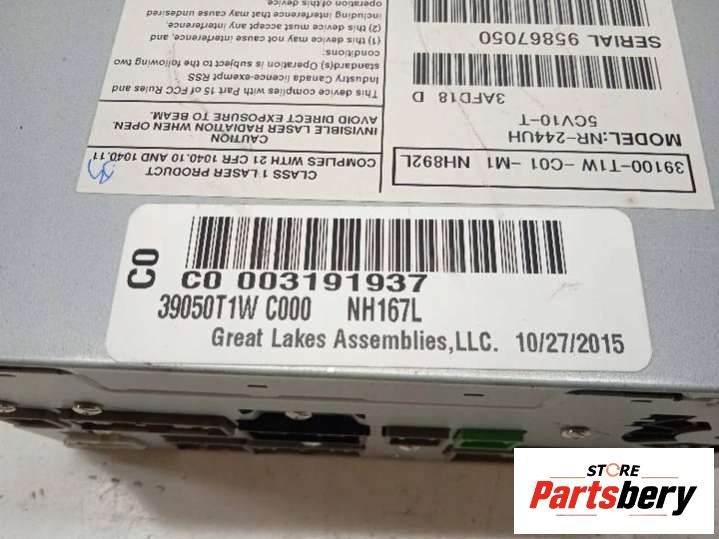 including interference received,
including interference that may cause undesired
(2) this device must accept any interference,
(1) this device may not cause interference, and
conditions:
standard(s) Operation is subject to the following two
Industry Canada licence-exempt RSS
This device complies with Part 15 of FCC Rules and
AVOID DIRECT EXPOSURE TO BEAM.
INVISIBLE LASER RADIATION WHEN OPEN.
CAUTION
COMPLIES WITH 21 CFR 1040.10 AND 1040.11
CLASS 1 LASER PRODUCT
SERIAL 95867050
3AFD18 D
5CV10-T
MODEL:NR-244UH
39100-T1W-C01-M1 NH892L
C0
C0 003191937
39050T1W C000 NH167L
Great Lakes Assemblies,LLC. 10/27/2015
STORE
Partsbery